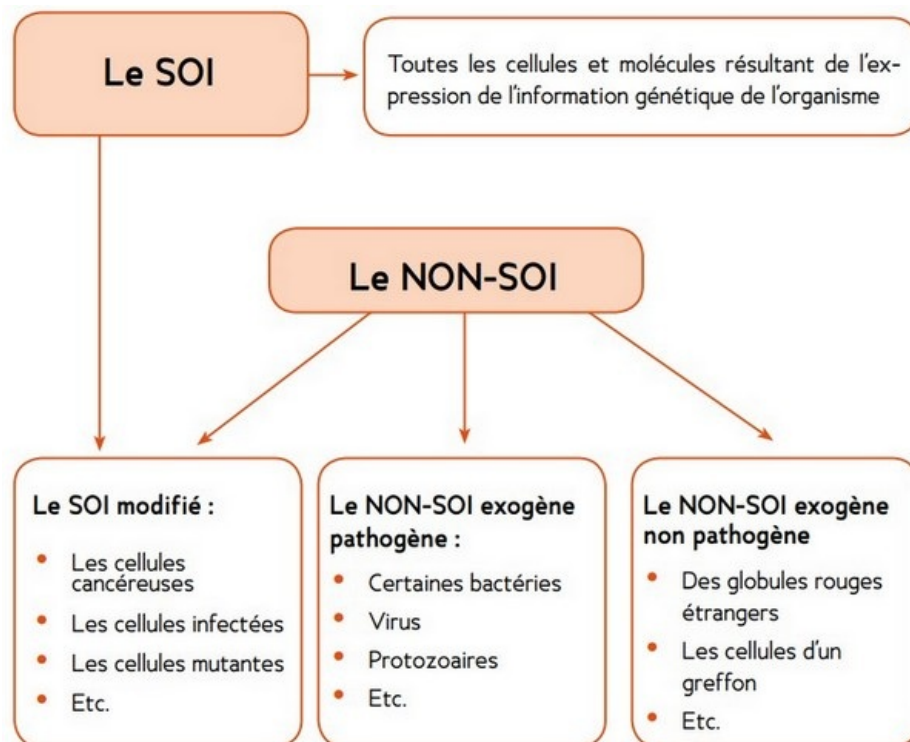 Le SOI
Toutes les cellules et molécules résultant de l'ex-
pression de l'information génétique de l'organisme
Le NON-SOI
Le SOI modifié :
• Les cellules
cancéreuses
• Les cellules infectées
• Les cellules mutantes
• Etc.
Le NON-SOI exogène
pathogène :
• Certaines bactéries
• Virus
• Protozoaires
• Etc.
Le NON-SOI exogène
non pathogène
• Des globules rouges
étrangers
• Les cellules d'un
greffon
• Etc.